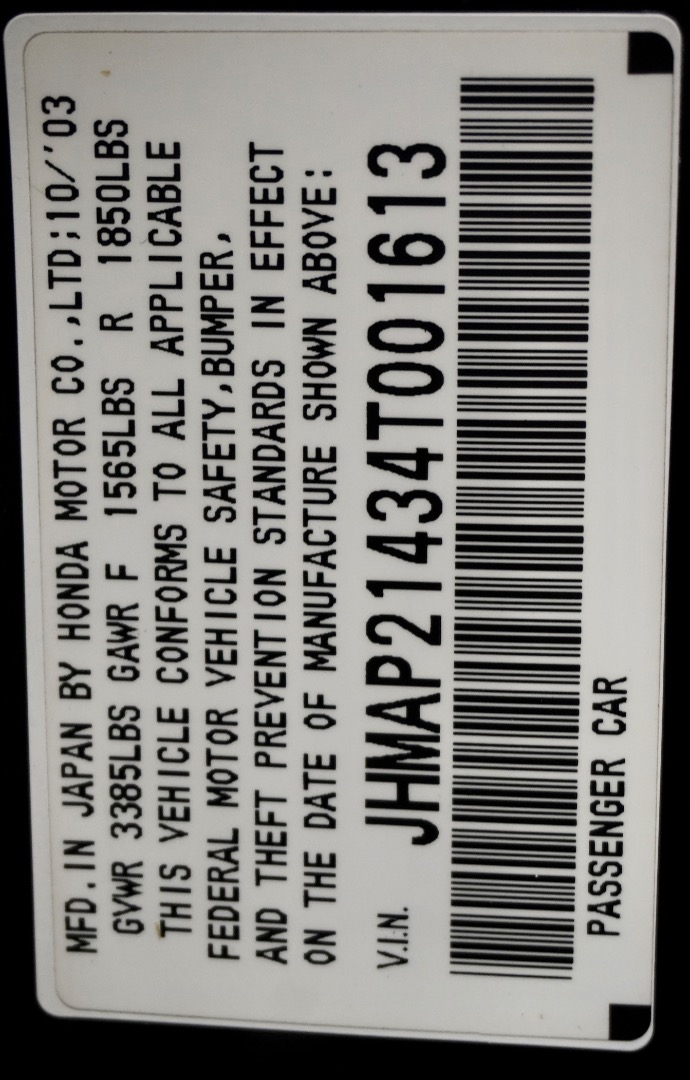 MFD.IN JAPAN BY HONDA MOTOR CO.,LTD;10/'03
GVWR 3385LBS GAWR F 1565LBS R 1850LBS
THIS VEHICLE CONFORMS TO ALL APPLICABLE
FEDERAL MOTOR VEHICLE SAFETY,BUMPER,
AND THEFT PREVENTION STANDARDS IN EFFECT
ON THE DATE OF MANUFACTURE SHOWN ABOVE:
V.I.N. JHMAP21434T001613
PASSENGER CAR